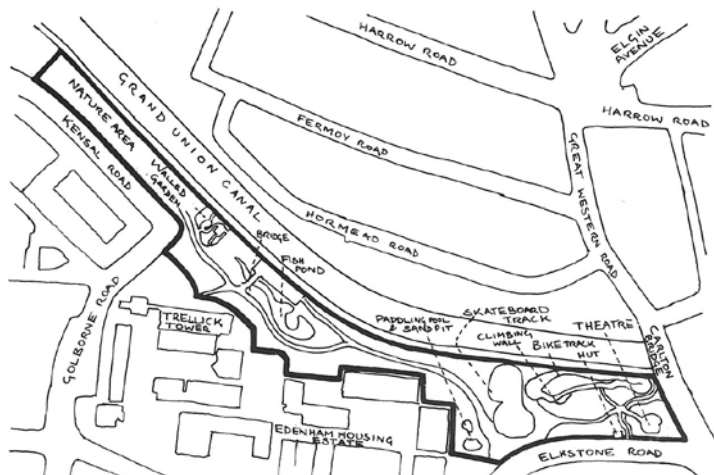 HARROW ROAD
ELGIN
AVENUE
HARROW ROAD
GRAND UNION CANAL
NATURE AREA
KENSAL ROAD
FERMOY ROAD
GREAT WESTERN ROAD
WALLED
GARDEN
HORMEAD ROAD
BRIDGE
FISH
POND
GOLBORNE ROAD
TRELLICK
TOWER
PADDLING POOL
& SANDPIT
SKATEBOARD
TRACK
CLIMBING
WALL
BIKE TRACK
HUT
THEATRE
CARLTON
BRIDGE
EDENHAM HOUSING
ESTATE
ELKSTONE ROAD